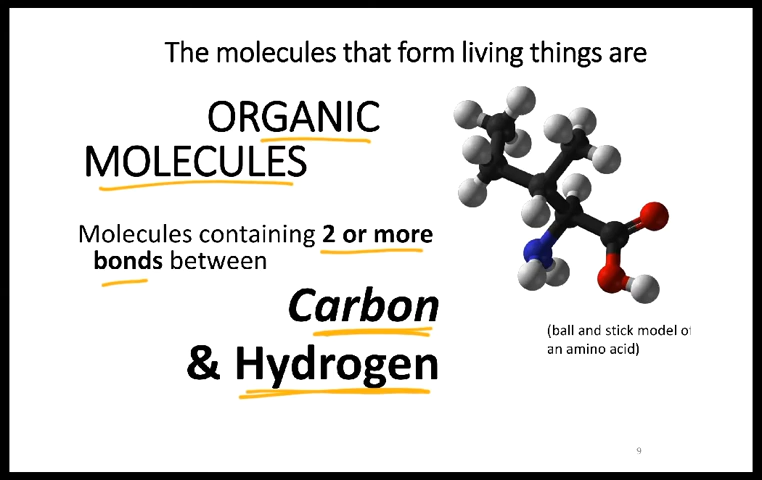 The molecules that form living things are
ORGANIC
MOLECULES
Molecules containing 2 or more
bonds between
Carbon
& Hydrogen
(ball and stick model of
an amino acid)
9